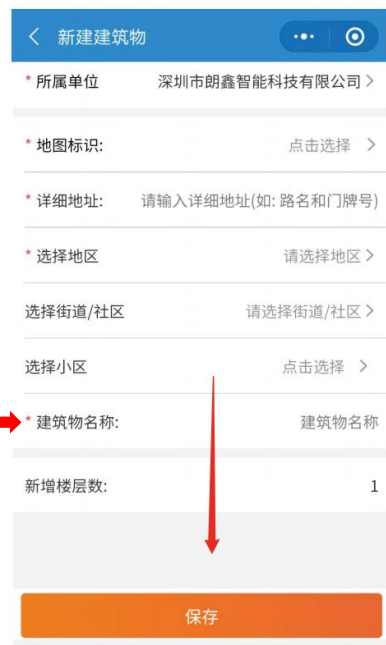 新建建筑物
* 所属单位 深圳市朗鑫智能科技有限公司
* 地图标识: 点击选择
* 详细地址: 请输入详细地址(如: 路名和门牌号)
* 选择地区 请选择地区
选择街道/社区 请选择街道/社区
选择小区 点击选择
* 建筑物名称: 建筑物名称
新增楼层数: 1
保存